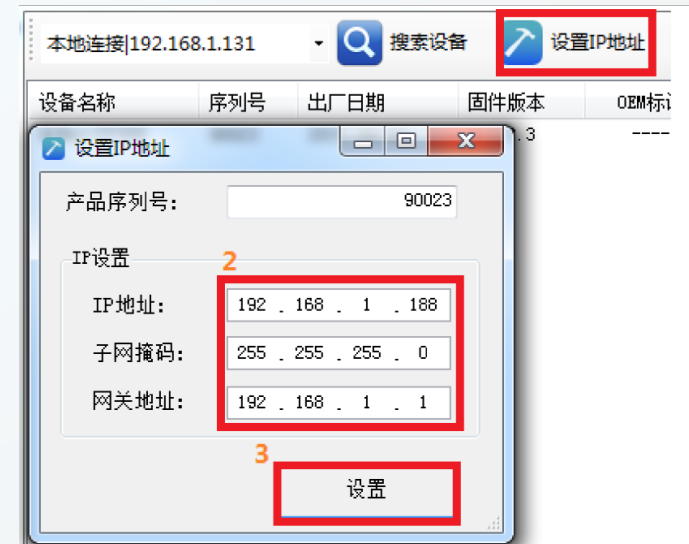 本地连接|192.168.1.131 搜索设备 设置IP地址
设备名称 序列号 出厂日期 固件版本 OEM标
设置IP地址 .3 ----
产品序列号: 90023
IP设置 2
IP地址: 192 . 168 . 1 . 188
子网掩码: 255 . 255 . 255 . 0
网关地址: 192 . 168 . 1 . 1
3
设置